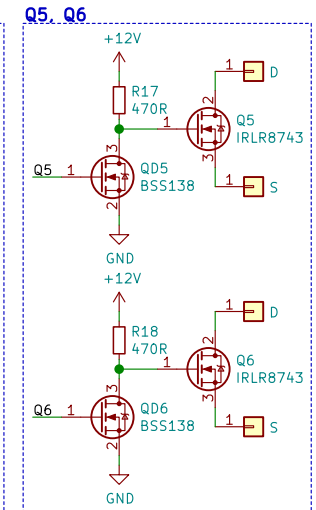 Q5, Q6
+12V
R17
470R
1
1
D
2
Q5
IRLR8743
3
1
S
Q5
1
3
QD5
BSS138
2
GND
+12V
R18
470R
1
1
D
2
Q6
IRLR8743
3
1
S
Q6
1
3
QD6
BSS138
2
GND